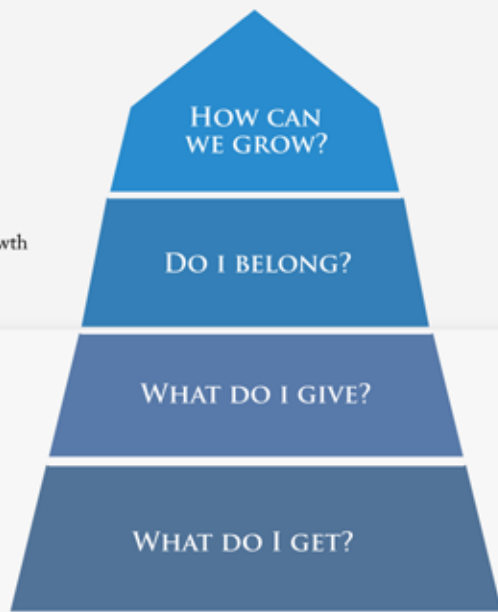 HOW CAN
WE GROW?
DO I BELONG?
WHAT DO I GIVE?
WHAT DO I GET?